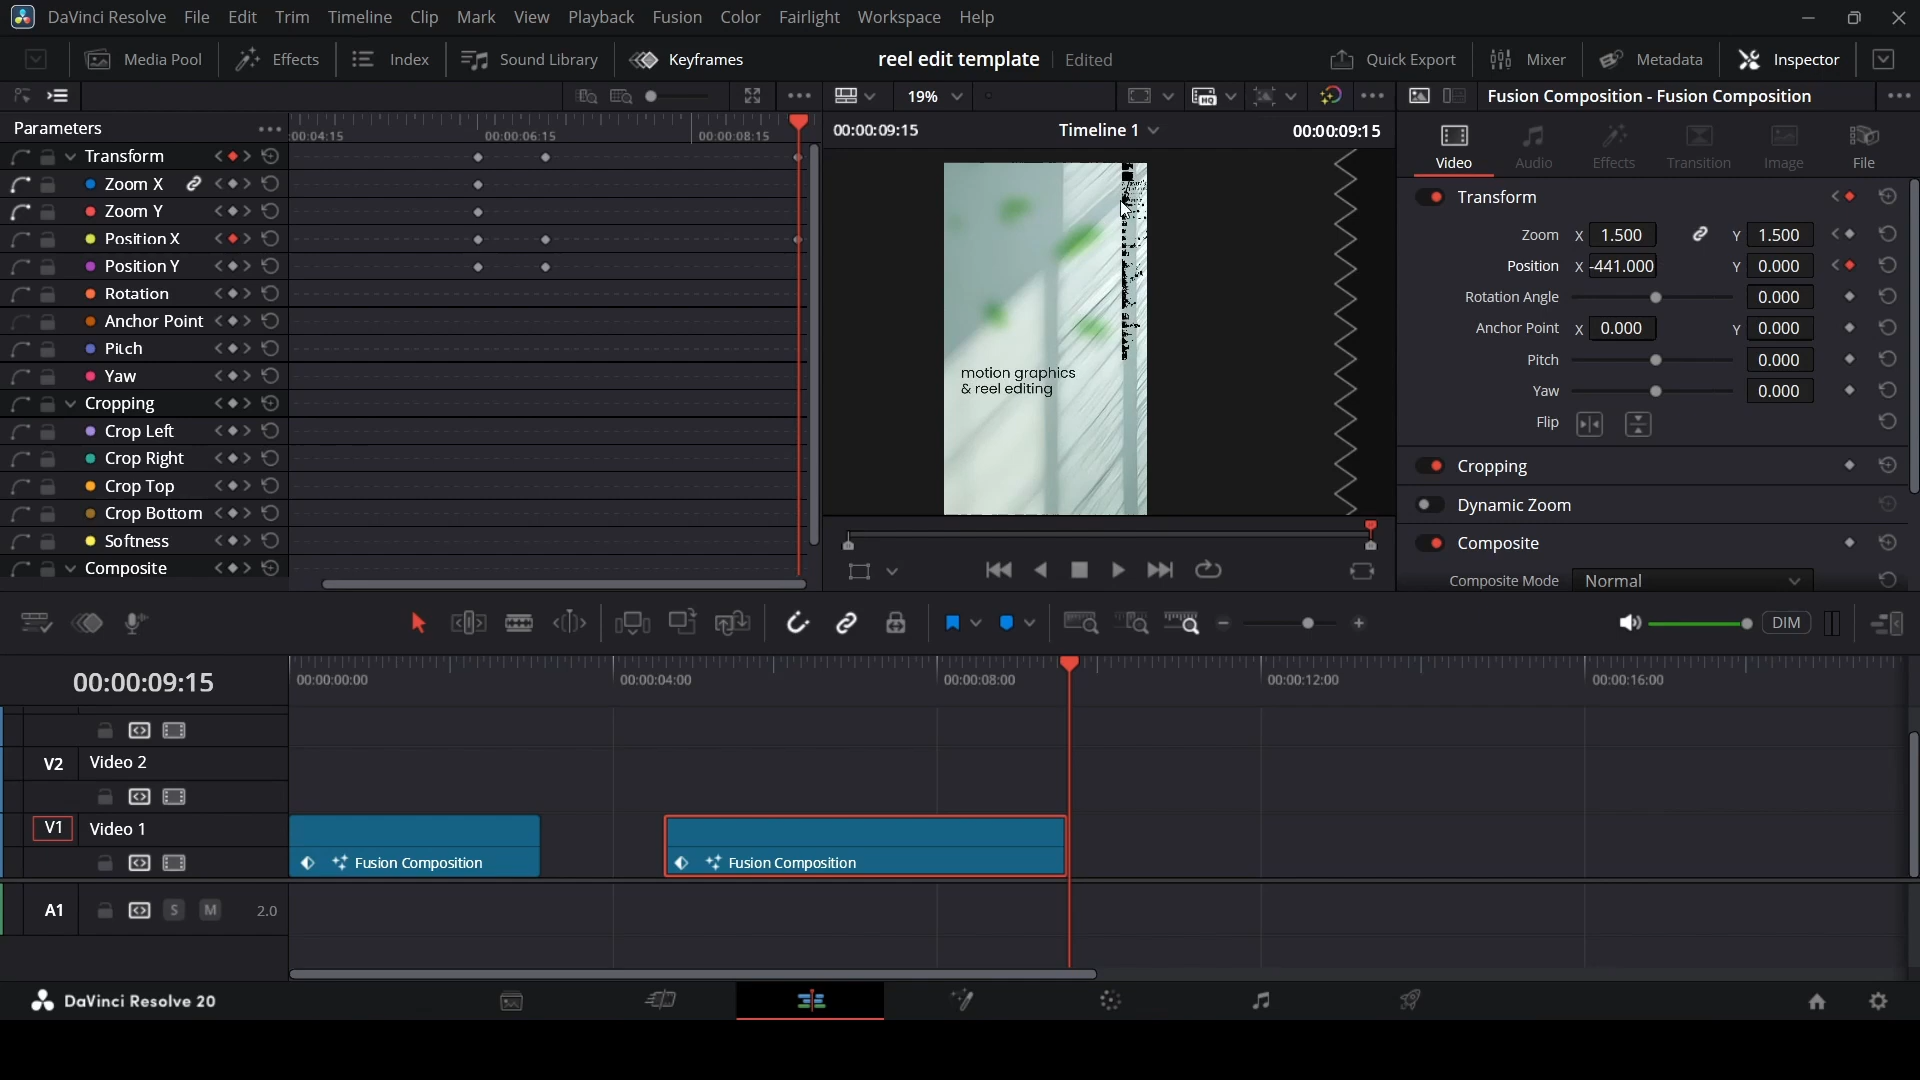 DaVinci Resolve File Edit Trim Timeline Clip Mark View Playback Fusion Color Fairlight Workspace Help
Media Pool Effects Index Sound Library Keyframes reel edit template Edited Quick Export Mixer Metadata Inspector
19% Fusion Composition - Fusion Composition
Parameters :00:04:15 00:00:06:15 00:00:08:15 00:00:09:15 Timeline 1 00:00:09:15
Video Audio Effects Transition Image File
Transform
Zoom X
Zoom Y
Position X
Position Y
Rotation
Anchor Point
Pitch
Yaw
Cropping
Crop Left
Crop Right
Crop Top
Crop Bottom
Softness
Composite
motion graphics
& reel editing
Transform
Zoom X 1.500 Y 1.500
Position X -441.000 Y 0.000
Rotation Angle 0.000
Anchor Point X 0.000 Y 0.000
Pitch 0.000
Yaw 0.000
Flip
Cropping
Dynamic Zoom
Composite
Composite Mode Normal
DIM
00:00:09:15 00:00:00:00 00:00:04:00 00:00:08:00 00:00:12:00 00:00:16:00
V2 Video 2
V1 Video 1
Fusion Composition Fusion Composition
A1 S M 2.0
DaVinci Resolve 20